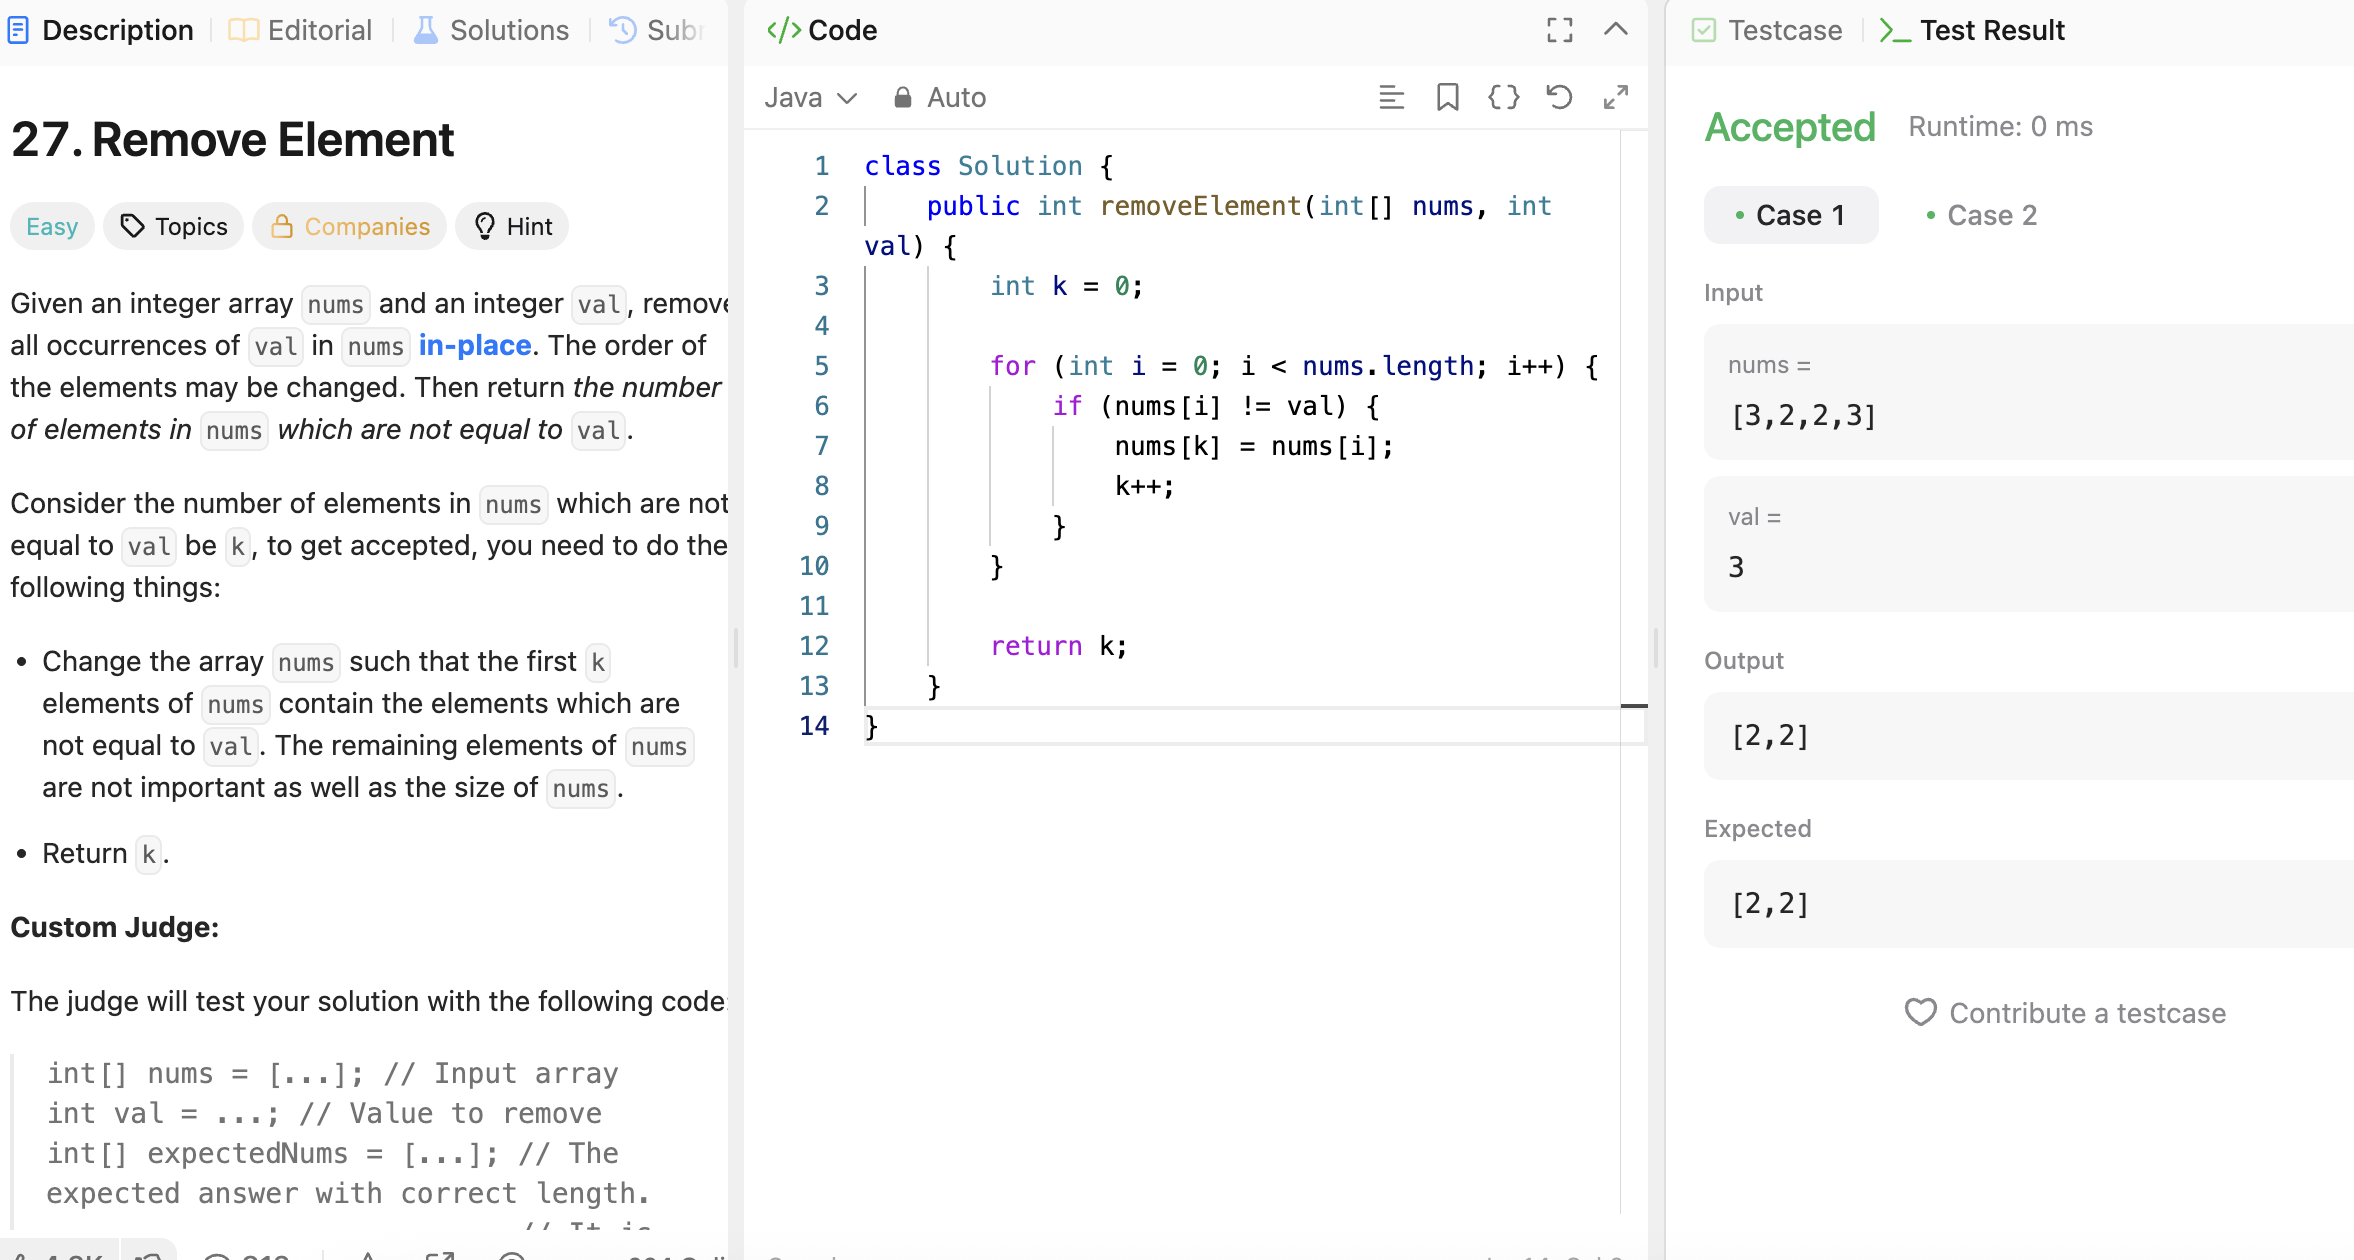 Description
Editorial
Solutions
Code
Testcase
Test Result
Java
Auto
27. Remove Element
Easy
Topics
Companies
Hint
Given an integer array nums and an integer val, remove
all occurrences of val in nums in-place. The order of
the elements may be changed. Then return the number
of elements in nums which are not equal to val.
Consider the number of elements in nums which are not
equal to val be k, to get accepted, you need to do the
following things:
• Change the array nums such that the first k
elements of nums contain the elements which are
not equal to val. The remaining elements of nums
are not important as well as the size of nums.
• Return k.
Custom Judge:
The judge will test your solution with the following code:
int[] nums = [...]; // Input array
int val = ...; // Value to remove
int[] expectedNums = [...]; // The
expected answer with correct length.
// It is
1 class Solution {
2     public int removeElement(int[] nums, int
val) {
3         int k = 0;
4
5         for (int i = 0; i < nums.length; i++) {
6             if (nums[i] != val) {
7                 nums[k] = nums[i];
8                 k++;
9             }
10         }
11
12         return k;
13     }
14 }
Accepted
Runtime: 0 ms
• Case 1
• Case 2
Input
nums =
[3,2,2,3]
val =
3
Output
[2,2]
Expected
[2,2]
Contribute a testcase